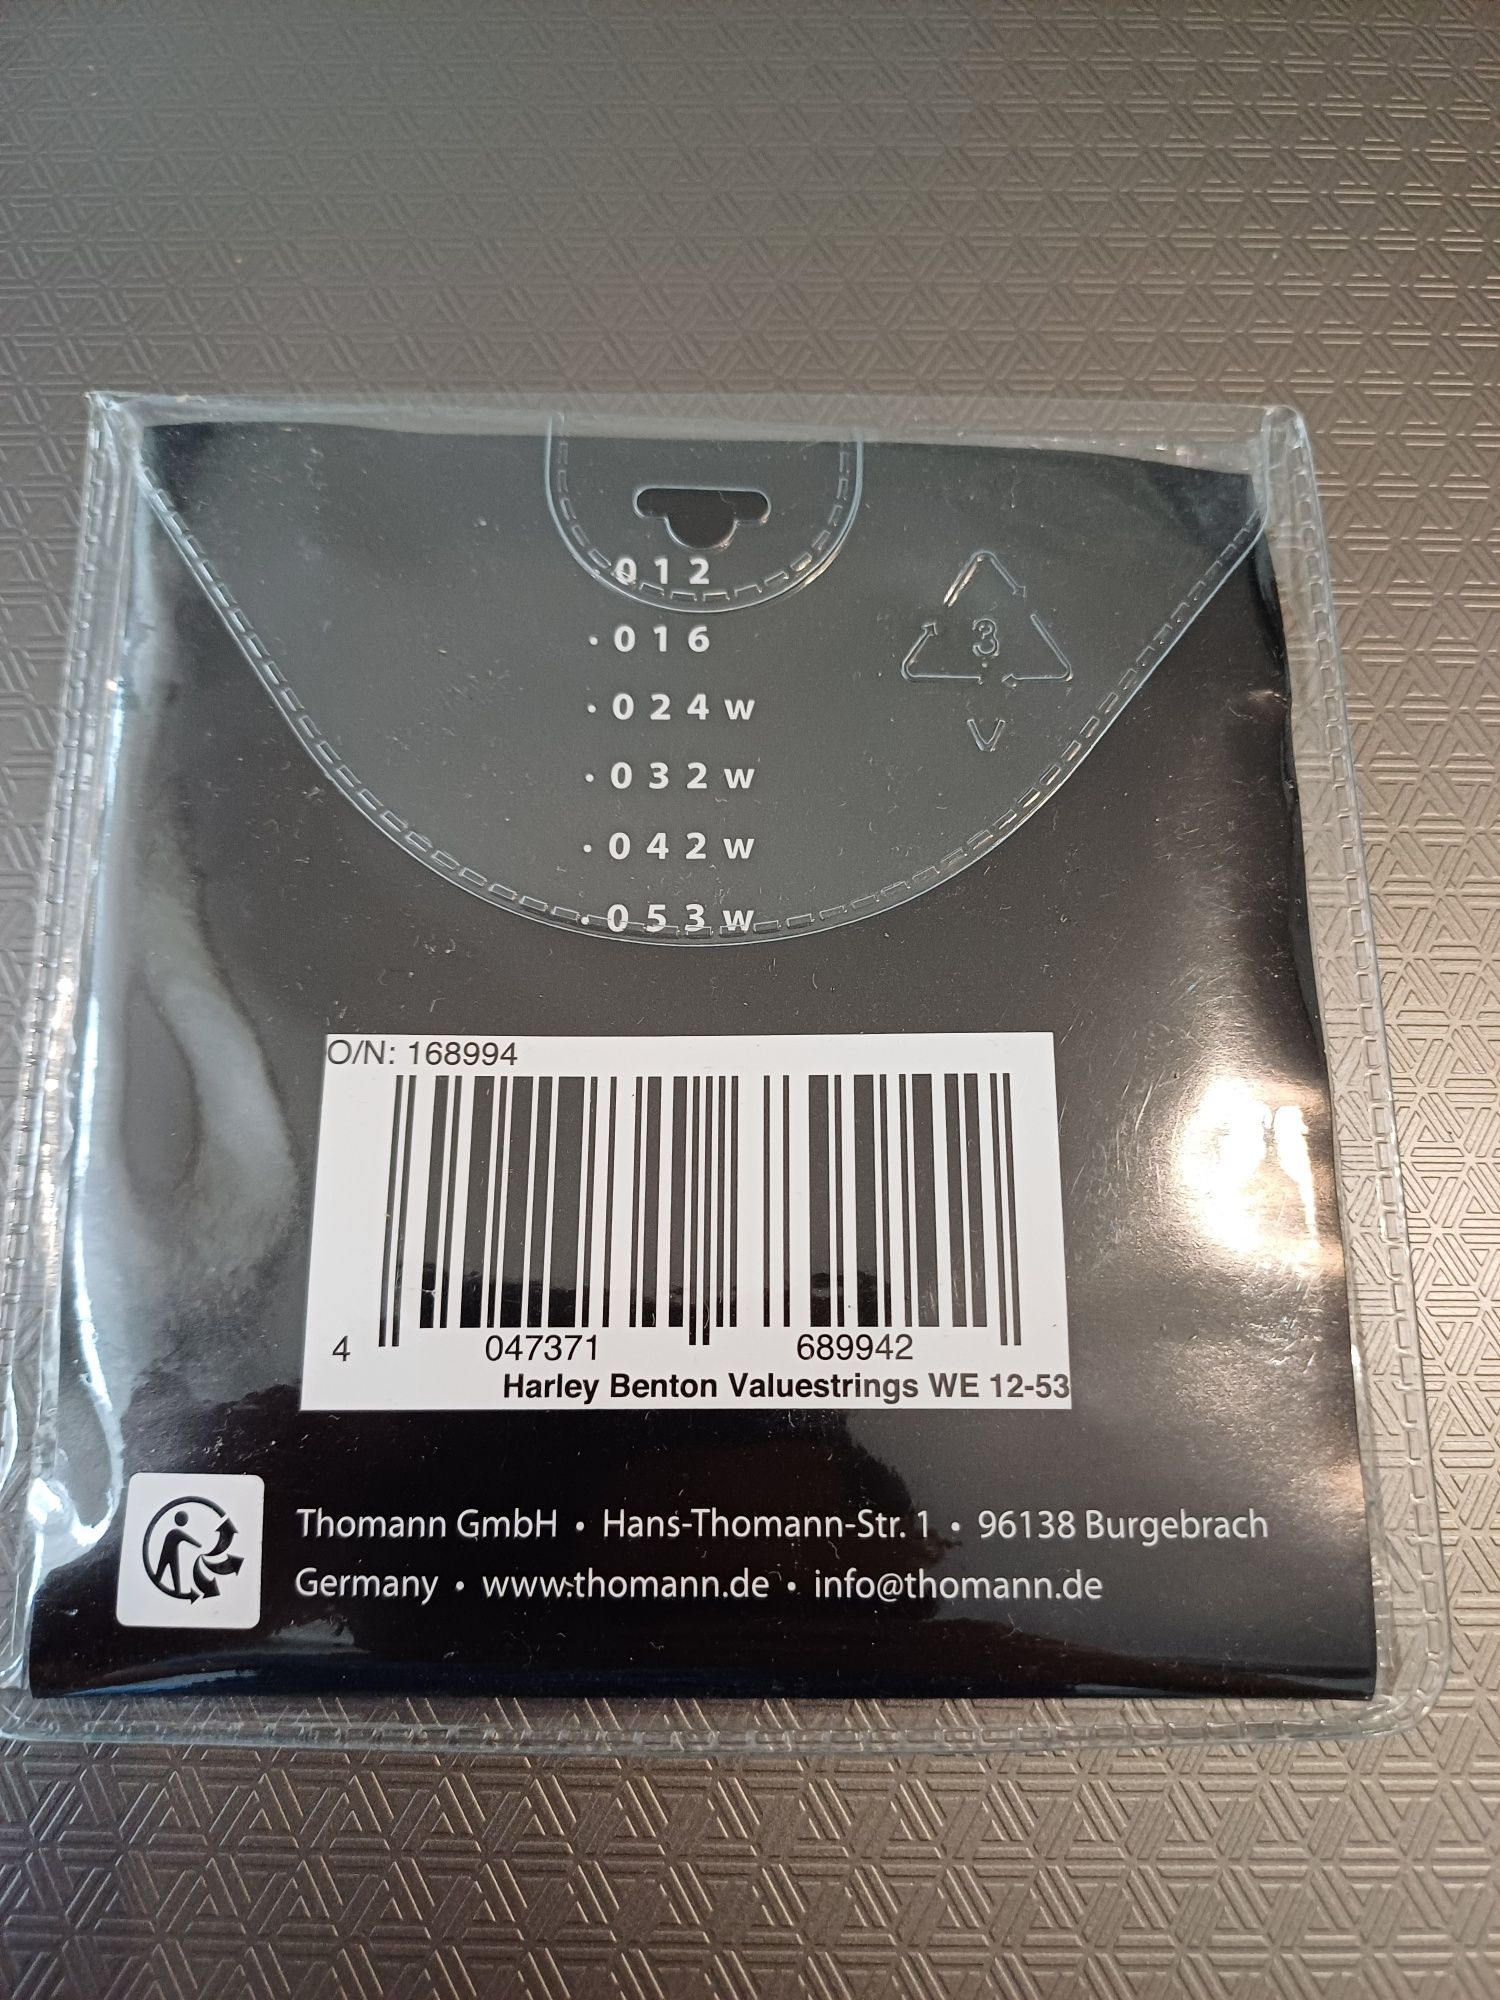 012
·016
·024w
·032w
·042w
·053w
3
V
O/N: 168994
4 047371 689942
Harley Benton Valuestrings WE 12-53
Thomann GmbH • Hans-Thomann-Str. 1 • 96138 Burgebrach
Germany • www.thomann.de • info@thomann.de